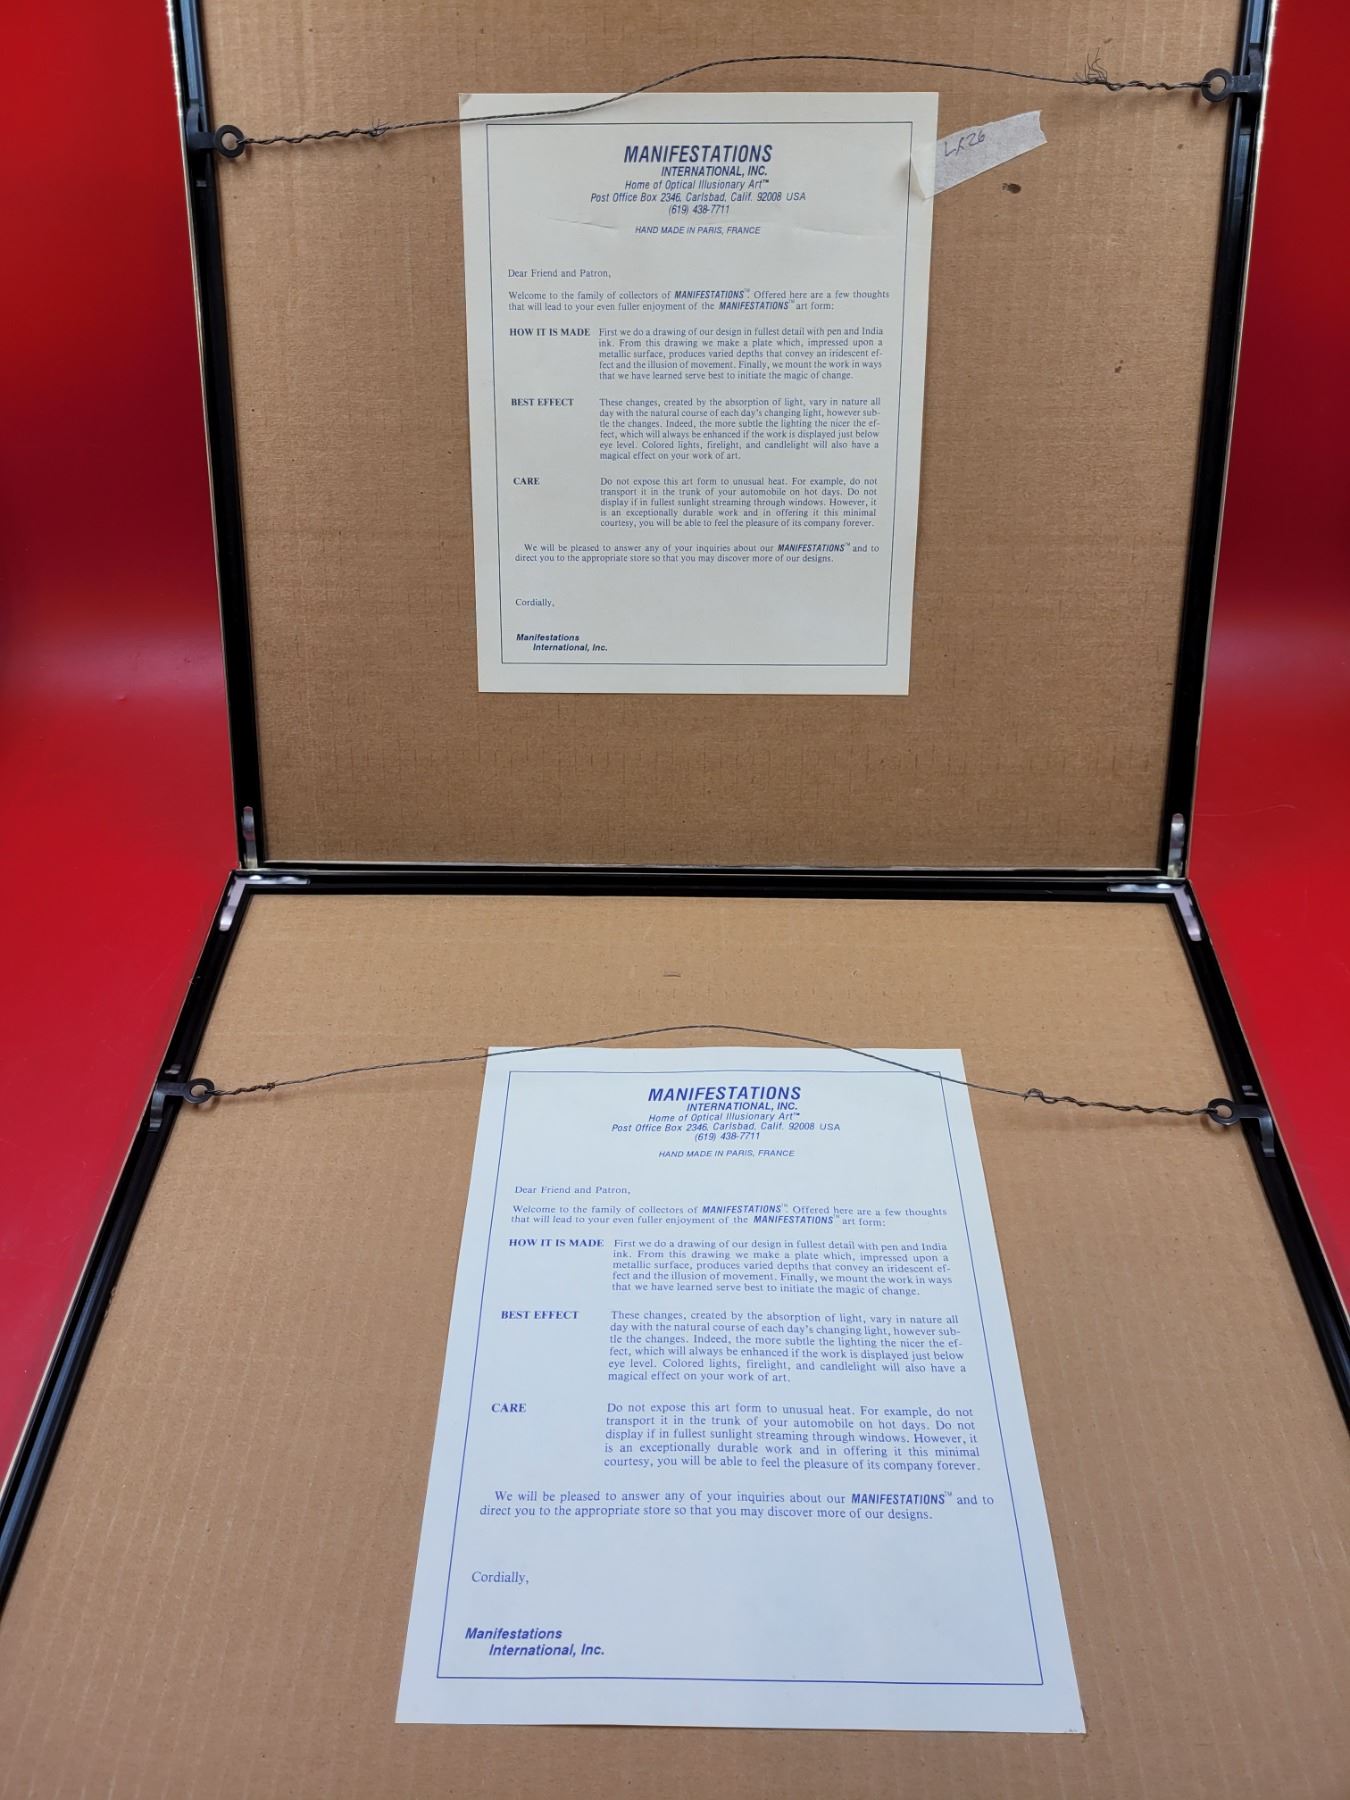 MANIFESTATIONS
INTERNATIONAL, INC.
Home of Optical Illusionary Art™
Post Office Box 2346, Carlsbad, Calif. 92008 USA
(619) 438-7711
HAND MADE IN PARIS, FRANCE
Dear Friend and Patron,
Welcome to the family of collectors of MANIFESTATIONS™. Offered here are a few thoughts
that will lead to your even fuller enjoyment of the MANIFESTATIONS™ art form:
HOW IT IS MADE First we do a drawing of our design in fullest detail with pen and India
ink. From this drawing we make a plate which, impressed upon a
metallic surface, produces varied depths that convey an iridescent ef-
fect and the illusion of movement. Finally, we mount the work in ways
that we have learned serve best to initiate the magic of change.
BEST EFFECT These changes, created by the absorption of light, vary in nature all
day with the natural course of each day's changing light, however sub-
tle the changes. Indeed, the more subtle the lighting the nicer the ef-
fect, which will always be enhanced if the work is displayed just below
eye level. Colored lights, firelight, and candlelight will also have a
magical effect on your work of art.
CARE Do not expose this art form to unusual heat. For example, do not
transport it in the trunk of your automobile on hot days. Do not
display if in fullest sunlight streaming through windows. However, it
is an exceptionally durable work and in offering it this minimal
courtesy, you will be able to feel the pleasure of its company forever.
We will be pleased to answer any of your inquiries about our MANIFESTATIONS™ and to
direct you to the appropriate store so that you may discover more of our designs.
Cordially,
Manifestations
International, Inc.
MANIFESTATIONS
INTERNATIONAL, INC.
Home of Optical Illusionary Art™
Post Office Box 2346, Carlsbad, Calif. 92008 USA
(619) 438-7711
HAND MADE IN PARIS, FRANCE
Dear Friend and Patron,
Welcome to the family of collectors of MANIFESTATIONS™. Offered here are a few thoughts
that will lead to your even fuller enjoyment of the MANIFESTATIONS™ art form:
HOW IT IS MADE First we do a drawing of our design in fullest detail with pen and India
ink. From this drawing we make a plate which, impressed upon a
metallic surface, produces varied depths that convey an iridescent ef-
fect and the illusion of movement. Finally, we mount the work in ways
that we have learned serve best to initiate the magic of change.
BEST EFFECT These changes, created by the absorption of light, vary in nature all
day with the natural course of each day's changing light, however sub-
tle the changes. Indeed, the more subtle the lighting the nicer the ef-
fect, which will always be enhanced if the work is displayed just below
eye level. Colored lights, firelight, and candlelight will also have a
magical effect on your work of art.
CARE Do not expose this art form to unusual heat. For example, do not
transport it in the trunk of your automobile on hot days. Do not
display if in fullest sunlight streaming through windows. However, it
is an exceptionally durable work and in offering it this minimal
courtesy, you will be able to feel the pleasure of its company forever.
We will be pleased to answer any of your inquiries about our MANIFESTATIONS™ and to
direct you to the appropriate store so that you may discover more of our designs.
Cordially,
Manifestations
International, Inc.